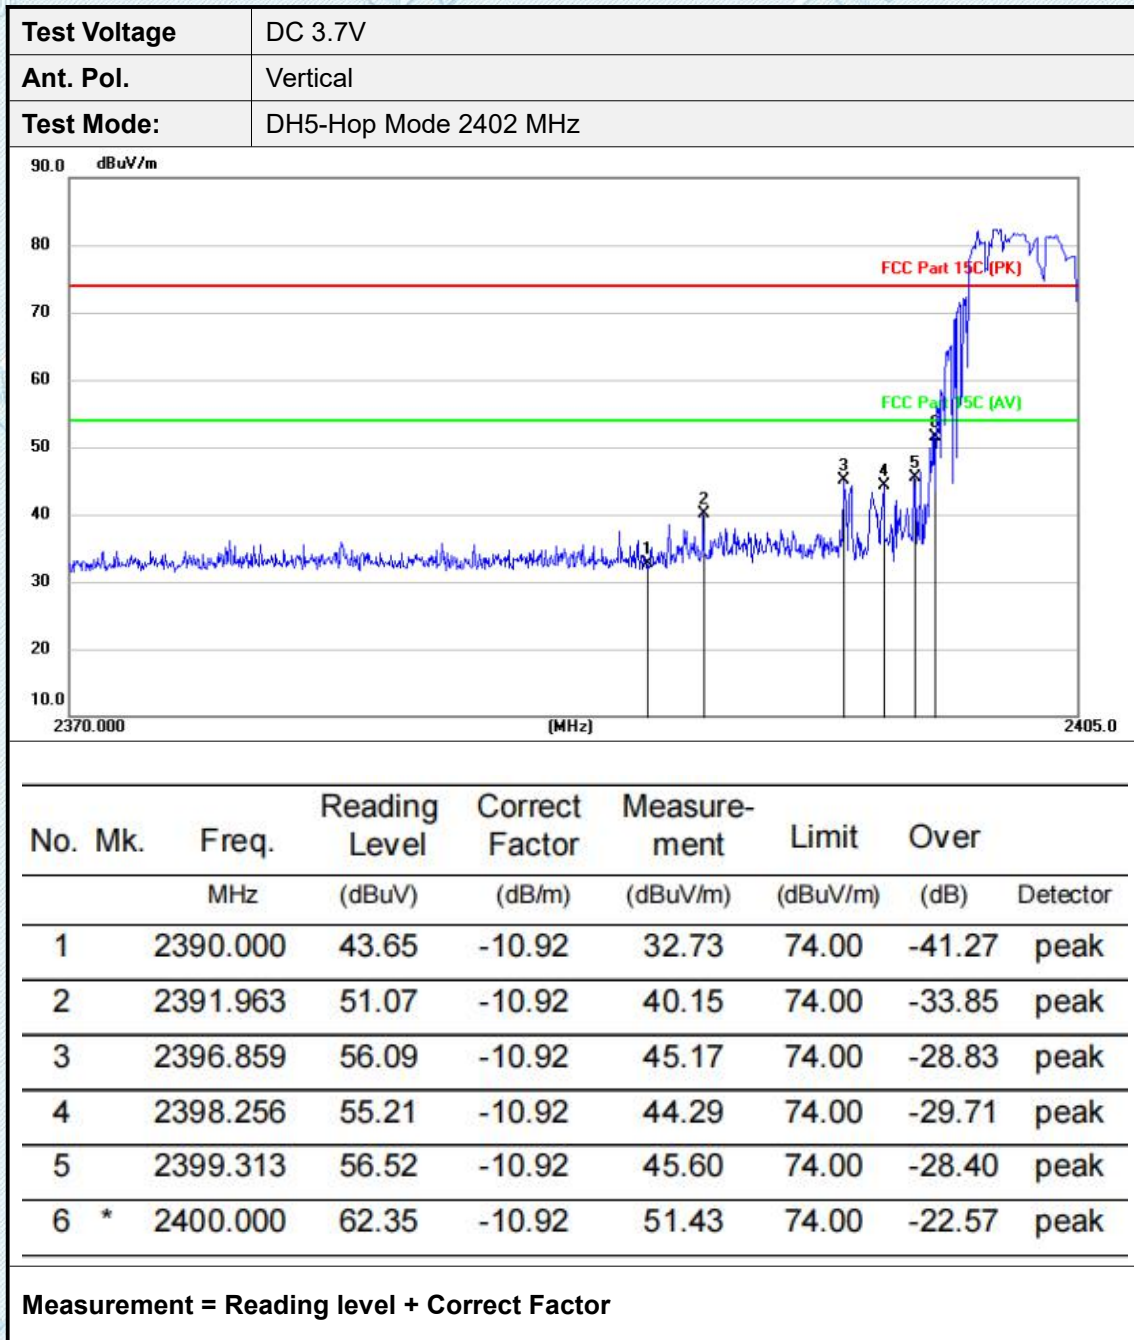 Test Voltage DC 3.7V
Ant. Pol. Vertical
Test Mode: DH5-Hop Mode 2402 MHz
90.0 dBuV/m
80
FCC Part 15C (PK)
70
60
FCC Part 15C (AV)
50
3 4 5 6
2
40
1
30
20
10.0
2370.000 (MHz) 2405.0
No. Mk. Freq. Reading Level Correct Factor Measure-ment Limit Over
MHz (dBuV) (dB/m) (dBuV/m) (dBuV/m) (dB) Detector
1 2390.000 43.65 -10.92 32.73 74.00 -41.27 peak
2 2391.963 51.07 -10.92 40.15 74.00 -33.85 peak
3 2396.859 56.09 -10.92 45.17 74.00 -28.83 peak
4 2398.256 55.21 -10.92 44.29 74.00 -29.71 peak
5 2399.313 56.52 -10.92 45.60 74.00 -28.40 peak
6 * 2400.000 62.35 -10.92 51.43 74.00 -22.57 peak
Measurement = Reading level + Correct Factor